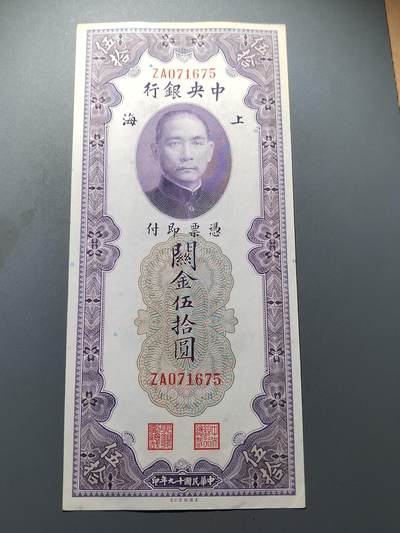 伍拾 伍拾
ZA071675
中央銀行
上海
憑票即付
關金伍拾圓
ZA071675
伍拾 伍拾
中華民國十九年印